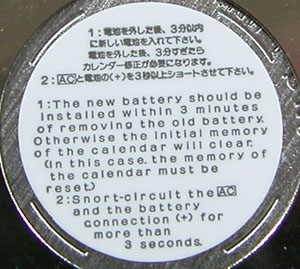 1:電池を外した後、3分以内
に新しい電池を入れて下さい。
電池を外した後、3分すぎたら
カレンダー修正が必要になります。
2:ACと電池の(+)を3秒以上ショートさせて下さい。
1:The new battery should be
installed within 3 minutes
of removing the old battery.
Otherwise the initial memory
of the calendar will clear.
(in this case.the memory of
the calendar must be
reset.)
2:Snort-circuit the AC
and the battery
connection (+) for
more than
3 seconds.